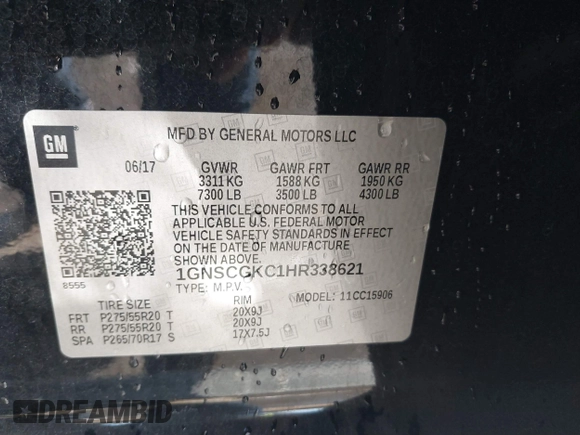 GM
MFD BY GENERAL MOTORS LLC
06/17 GVWR GAWR FRT GAWR RR
3311 KG 1588 KG 1950 KG
7300 LB 3500 LB 4300 LB
THIS VEHICLE CONFORMS TO ALL
APPLICABLE U.S. FEDERAL MOTOR
VEHICLE SAFETY STANDARDS IN EFFECT
ON THE DATE OF MANUFACTURE SHOWN
ABOVE.
8555
1GNSCGKC1HR338621
TYPE: M.P.V. MODEL: 11CC15906
TIRE SIZE RIM
FRT P275/55R20 T 20X9J
RR P275/55R20 T 20X9J
SPA P265/70R17 S 17X7.5J
DREAMBID